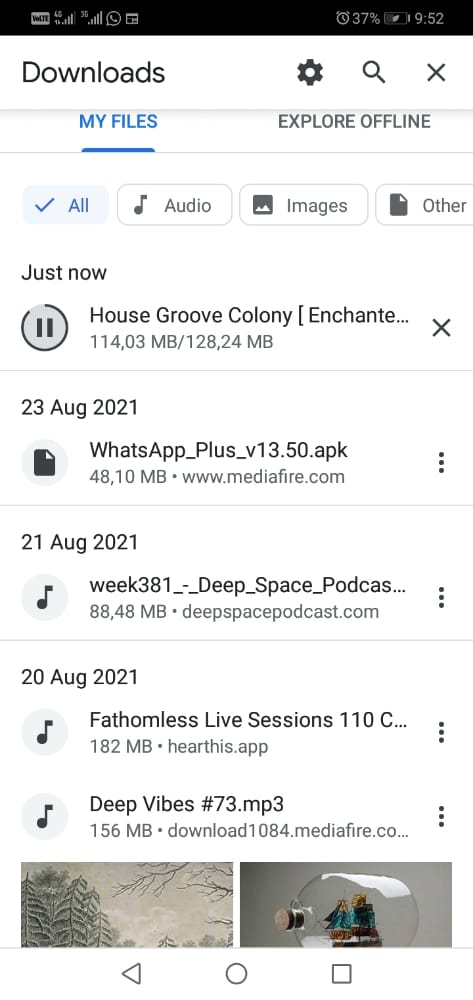 VoLTE 4G 3G 37% 9:52
Downloads
MY FILES EXPLORE OFFLINE
All Audio Images Other
Just now
House Groove Colony [ Enchante...
114,03 MB/128,24 MB
23 Aug 2021
WhatsApp_Plus_v13.50.apk
48,10 MB • www.mediafire.com
21 Aug 2021
week381_-_Deep_Space_Podcas...
88,48 MB • deepspacepodcast.com
20 Aug 2021
Fathomless Live Sessions 110 C...
182 MB • hearthis.app
Deep Vibes #73.mp3
156 MB • download1084.mediafire.co...